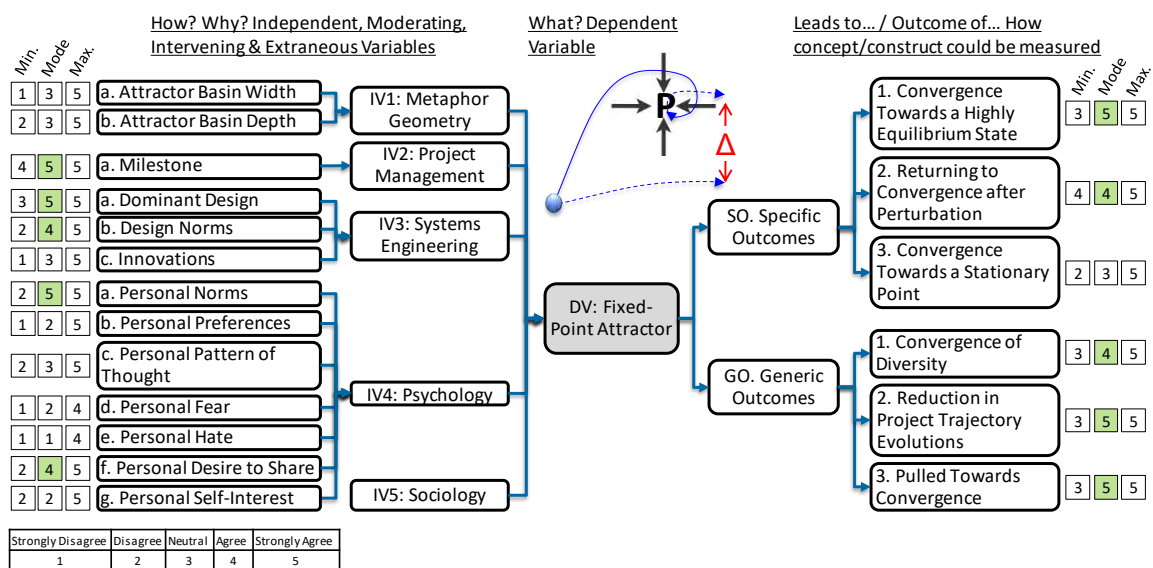 How? Why? Independent, Moderating,
Intervening & Extraneous Variables
What? Dependent
Variable
Leads to... / Outcome of... How
concept/construct could be measured
Min. Mode Max.
1 3 5 a. Attractor Basin Width
2 3 5 b. Attractor Basin Depth
4 5 5 a. Milestone
3 5 5 a. Dominant Design
2 4 5 b. Design Norms
1 3 5 c. Innovations
2 5 5 a. Personal Norms
1 2 5 b. Personal Preferences
2 3 5 c. Personal Pattern of
Thought
1 2 4 d. Personal Fear
1 1 4 e. Personal Hate
2 4 5 f. Personal Desire to Share
2 2 5 g. Personal Self-Interest
IV1: Metaphor
Geometry
IV2: Project
Management
IV3: Systems
Engineering
IV4: Psychology
IV5: Sociology
P
Δ
DV: Fixed-
Point Attractor
SO. Specific
Outcomes
GO. Generic
Outcomes
Min. Mode Max.
1. Convergence
Towards a Highly
Equilibrium State
3 5 5
2. Returning to
Convergence after
Perturbation
4 4 5
3. Convergence
Towards a Stationary
Point
2 3 5
1. Convergence of
Diversity
3 4 5
2. Reduction in
Project Trajectory
Evolutions
3 5 5
3. Pulled Towards
Convergence
3 5 5
Strongly Disagree Disagree Neutral Agree Strongly Agree
1 2 3 4 5